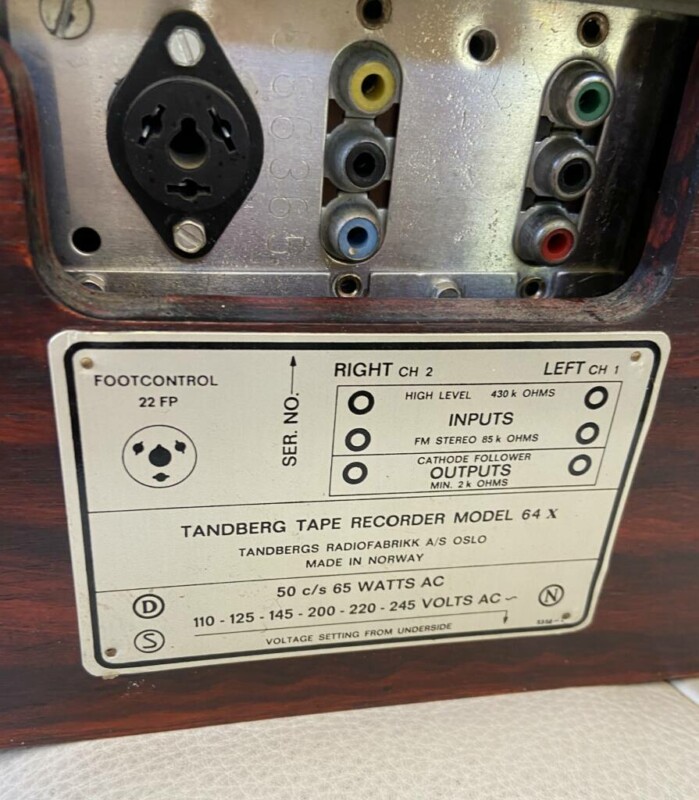 FOOTCONTROL
22 FP
SER. NO.
RIGHT CH 2
LEFT CH 1
HIGH LEVEL 430 k OHMS
INPUTS
FM STEREO 85 k OHMS
CATHODE FOLLOWER
OUTPUTS
MIN. 2 k OHMS
TANDBERG TAPE RECORDER MODEL 64 X
TANDBERGS RADIOFABRIKK A/S OSLO
MADE IN NORWAY
50 c/s 65 WATTS AC
110 - 125 - 145 - 200 - 220 - 245 VOLTS AC ~
VOLTAGE SETTING FROM UNDERSIDE
D
S
N